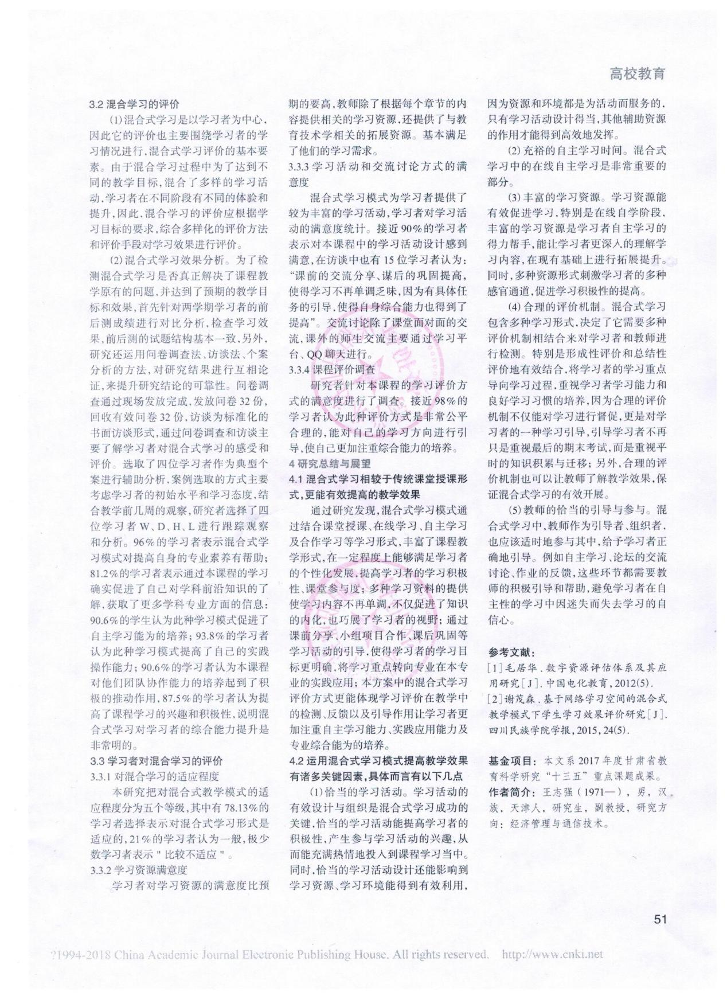 高校教育
3.2 混合学习的评价
(1)混合式学习是以学习者为中心,
因此它的评价也主要围绕学习者的学
习情况进行,混合式学习评价的基本要
素。由于混合学习过程中为了达到不
同的教学目标,混合了多样的学习活
动,学习者在不同阶段有不同的体验和
提升,因此,混合学习的评价应根据学
习目标的要求,综合多样化的评价方法
和评价手段对学习效果进行评价。
(2)混合式学习效果分析。为了检
测混合式学习是否真正解决了课程教
学原有的问题,并达到了预期的教学目
标和效果,首先针对两学期学习者的前
后测成绩进行对比分析,检查学习效
果,前后测的试题结构基本一致,另外,
研究还运用问卷调查法、访谈法、个案
分析的方法,对研究结果进行互相论
证,来提升研究结论的可靠性。问卷调
查通过现场发放完成,发放问卷 32 份,
回收有效问卷 32 份,访谈为标准化的
书面访谈形式,通过问卷调查和访谈主
要了解学习者对混合式学习的感受和
评价。选取了四位学习者作为典型个
案进行辅助分析,案例选取的方式主要
考虑学习者的初始水平和学习态度,结
合教学前几周的观察,研究者选择了四
位学习者 W、D、H、L 进行跟踪观察
和分析。96%的学习者表示混合式学
习模式对提高自身的专业素养有帮助;
81.2%的学习者表示通过本课程的学习
确实促进了自己对学科前沿知识的了
解,获取了更多学科专业方面的信息:
90.6%的学生认为此种学习模式促进了
自主学习能为的培养; 93.8%的学习者
认为此种学习模式提高了自己的实践
操作能力; 90.6%的学习者认为本课程
对他们团队协作能力的培养起到了积
极的推动作用,87.5%的学习者认为提
高了课程学习的兴趣和积极性,说明混
合式学习对学习者的综合能力提升是
非常明的。
3.3 学习者对混合学习的评价
3.3.1 对混合学习的适应程度
本研究把对混合式教学模式的适
应程度分为五个等级,其中有 78.13%的
学习者选择表示对混合式学习形式是
适应的,21%的学习者认为一般,极少
数学习者表示 " 比较不适应 " 。
3.3.2 学习资源满意度
学习者对学习资源的满意度比预
期的要高,教师除了根据每个章节的内
容提供相关的学习资源,还提供了与教
育技术学相关的拓展资源。基本满足
了他们的学习需求。
3.3.3 学习活动和交流讨论方式的满
意度
混合式学习模式为学习者提供了
较为丰富的学习活动,学习者对学习活
动的满意度统计。接近 90%的学习者
表示对本课程中的学习活动设计感到
满意,在访谈中也有 15 位学习者认为:
“课前的交流分享、谋后的巩固提高,
使得学习不再单调乏味,因为有具体任
务的引导,使得自身综合能力也得到了
提高”。交流讨论除了课堂面对面的交
流,课外的师生交流主要通过学习平
台、QQ 聊天进行。
3.3.4 课程评价调查
研究者针对本课程的学习评价方
式的满意度进行了调查。接近 98%的
学习者认为此种评价方式是非常公平
合理的,能对自己的学习方向进行引
导,使自己更加注重综合能力的培养。
4 研究总结与展望
4.1 混合式学习相较于传统课堂授课形
式,更能有效提高的教学效果
通过研究发现,混合式学习模式通
过结合课堂授课、在线学习、自主学习
及合作学习等学习形式,丰富了课程教
学形式,在一定程度上能够满足学习者
的个性化发展,提高学习者的学习积极
性、课堂参与度; 多种学习资料的提供
使学习内容不再单调,不仅促进了知识
的内化,也巧展了学习者的视野; 通过
课前分享、小组项目合作、课后巩固等
学习活动的引导,使得学习者的学习目
标更明确,将学习重点转向专业在本专
业的实践应用; 本方案中的混合式学习
评价方式更能体现学习评价在教学中
的检测、反馈以及引导作用让学习者更
加注重自主学习能力、实践应用能力及
专业综合能为的培养。
4.2 运用混合式学习模式提高教学效果
有诸多关键因素,具体而言有以下几点
(1)恰当的学习活动。学习活动的
有效设计与组织是混合式学习成功的
关键,恰当的学习活动能提高学习者的
积极性,产生参与学习活动的兴趣,从
而能充满热情地投入到课程学习当中。
同时,恰当的学习活动设计还能影响到
学习资源、学习环境能得到有效利用,
因为资源和环境都是为活动而服务的,
只有学习活动设计得当,其他辅助资源
的作用才能得到高效地发挥。
(2)充裕的自主学习时间。混合式
学习中的在线自主学习是非常重要的
部分。
(3)丰富的学习资源。学习资源能
有效促进学习,特别是在线自学阶段,
丰富的学习资源是学习者自主学习的
得力帮手,能让学习者更深人的理解学
习内容,在现有基础上进行拓展提升。
同时,多种资源形式刺激学习者的多种
感官通道,促进学习积极性的提高。
(4)合理的评价机制。混合式学习
包含多种学习形式,决定了它需要多种
评价机制相结合来对学习者和教师进
行检测。特别是形成性评价和总结性
评价地有效结合,将学习者的学习重点
导向学习过程,重视学习者学习能力和
良好学习习惯的培养,因为合理的评价
机制不仅能对学习进行督促,更是对学
习者的一种学习引导,引导学习者不再
只是重视最后的期末考试,而是重视平
时的知识积累与迁移; 另外,合理的评
价机制也可以让教师了解教学效果,保
证混合式学习的有效开展。
(5)教师的恰当的引导与参与。混
合式学习中,教师作为引导者、组织者,
也应该适时地参与其中,给予学习者正
确地引导。例如自主学习、论坛的交流
讨论、作业的反馈,这些环节都需要教
师的积极引导和帮助,避免学习者在自
主性的学习中因迷失而失去学习的自
信心。
参考文献:
[1]毛居华.数字资源评估体系及其应
用研究[J].中国电化教育,2012(5).
[2]谢茂森.基于网络学习空间的混合式
教学模式下学生学习效果评价研究[J].
四川民族学院学报,2015,24(5).
基金项目: 本文系 2017 年度甘肃省教
育科学研究“十三五”重点课题成果。
作者简介: 王志强(1971—), 男, 汉
族, 天津人, 研究生, 副教授, 研究方
向: 经济管理与通信技术。
51
?1994-2018 China Academic Journal Electronic Publishing House. All rights reserved. http://www.cnki.net